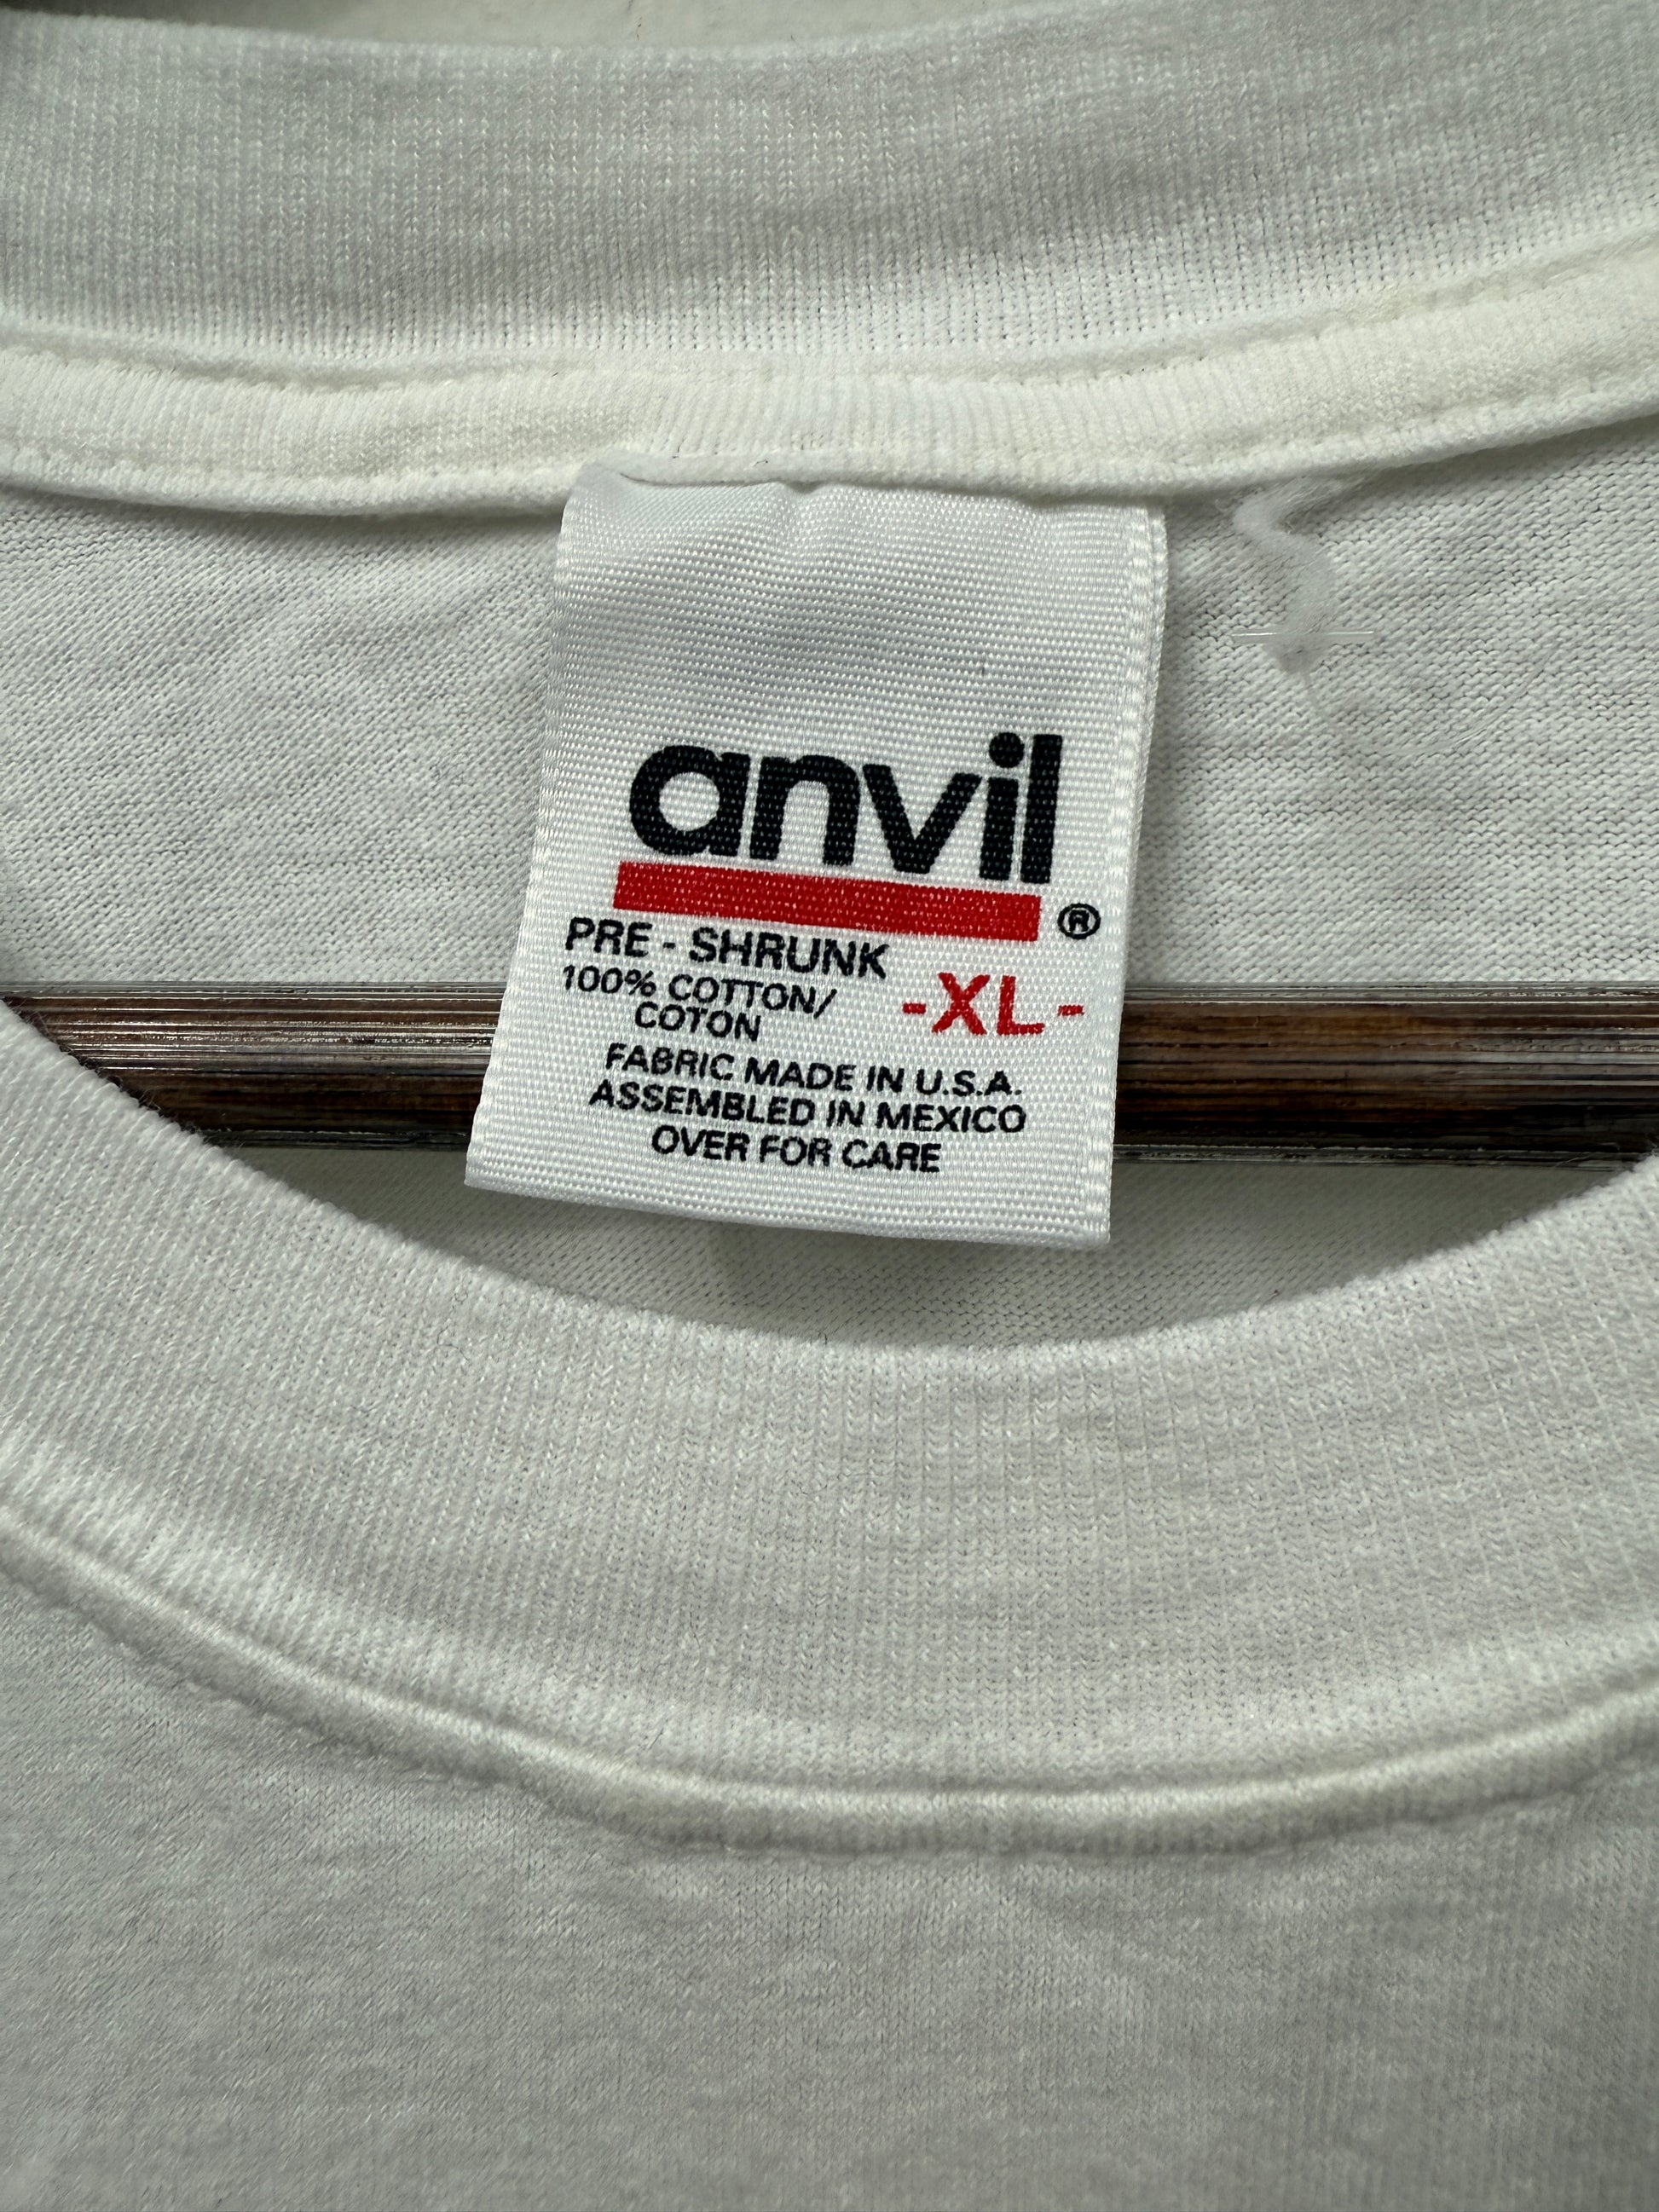 anvil
®
PRE - SHRUNK
100% COTTON/
COTON
-XL-
FABRIC MADE IN U.S.A.
ASSEMBLED IN MEXICO
OVER FOR CARE